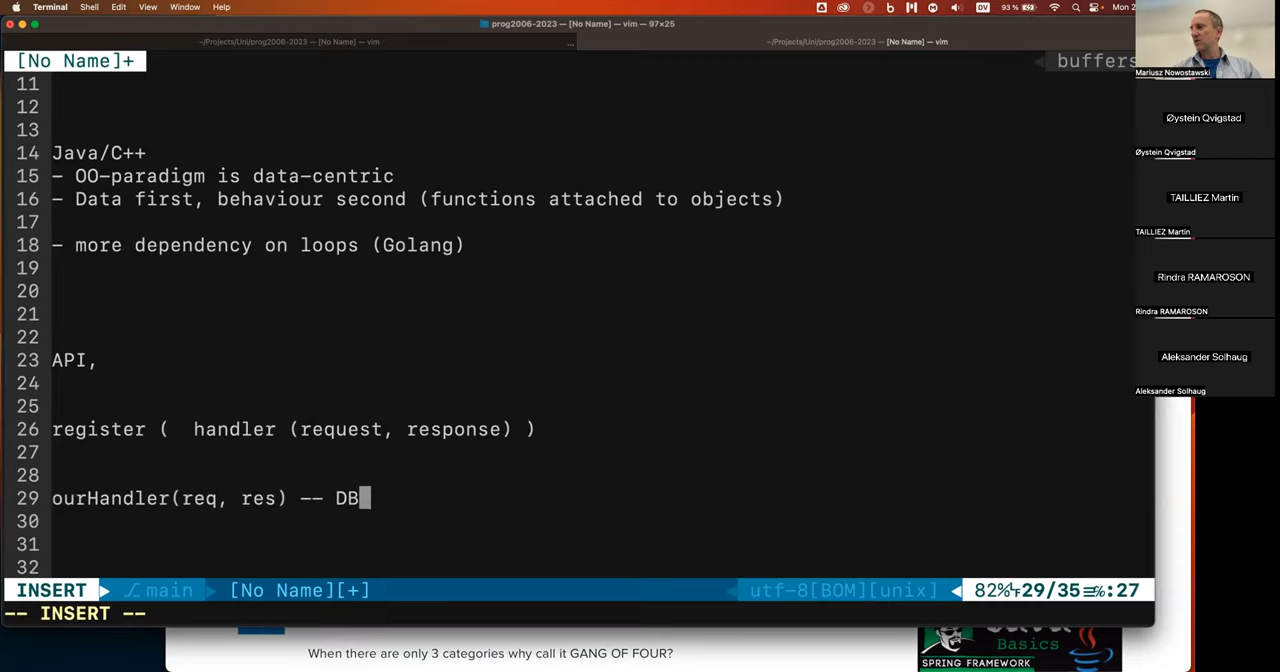 Terminal Shell Edit View Window Help 93 % DV Mon 2
prog2006-2023 — [No Name] — vim — 97×25
~/Projects/Uni/prog2006-2023 — [No Name] — vim ... ~/Projects/Uni/prog2006-2023 — [No Name] — vim
[No Name]+ buffers
11
12
13
14 Java/C++
15 - OO-paradigm is data-centric
16 - Data first, behaviour second (functions attached to objects)
17
18 - more dependency on loops (Golang)
19
20
21
22
23 API,
24
25
26 register (  handler (request, response) )
27
28
29 ourHandler(req, res) -- DB
30
31
32
INSERT main [No Name][+] utf-8[BOM][unix] 82% 29/35 :27
-- INSERT --
Mariusz Nowostawski
Øystein Qvigstad
Øystein Qvigstad
TAILLIEZ Martin
TAILLIEZ Martin
Rindra RAMAROSON
Rindra RAMAROSON
Aleksander Solhaug
Aleksander Solhaug
When there are only 3 categories why call it GANG OF FOUR?
Basics
SPRING FRAMEWORK